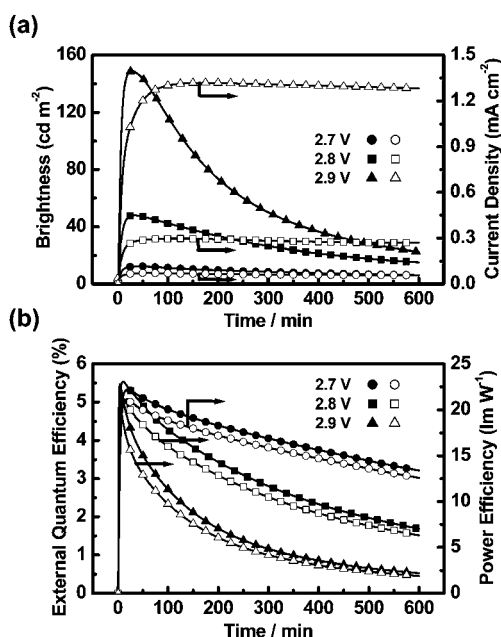 (a)
160
120
80
40
0
Brightness (cd m-2)
1.5
1.2
0.9
0.6
0.3
0.0
Current Density (mA cm-2)
2.7 V
2.8 V
2.9 V
0 100 200 300 400 500 600
Time / min
(b)
6
5
4
3
2
1
0
External Quantum Efficiency (%)
25
20
15
10
5
0
Power Efficiency (lm W-1)
2.7 V
2.8 V
2.9 V
0 100 200 300 400 500 600
Time / min